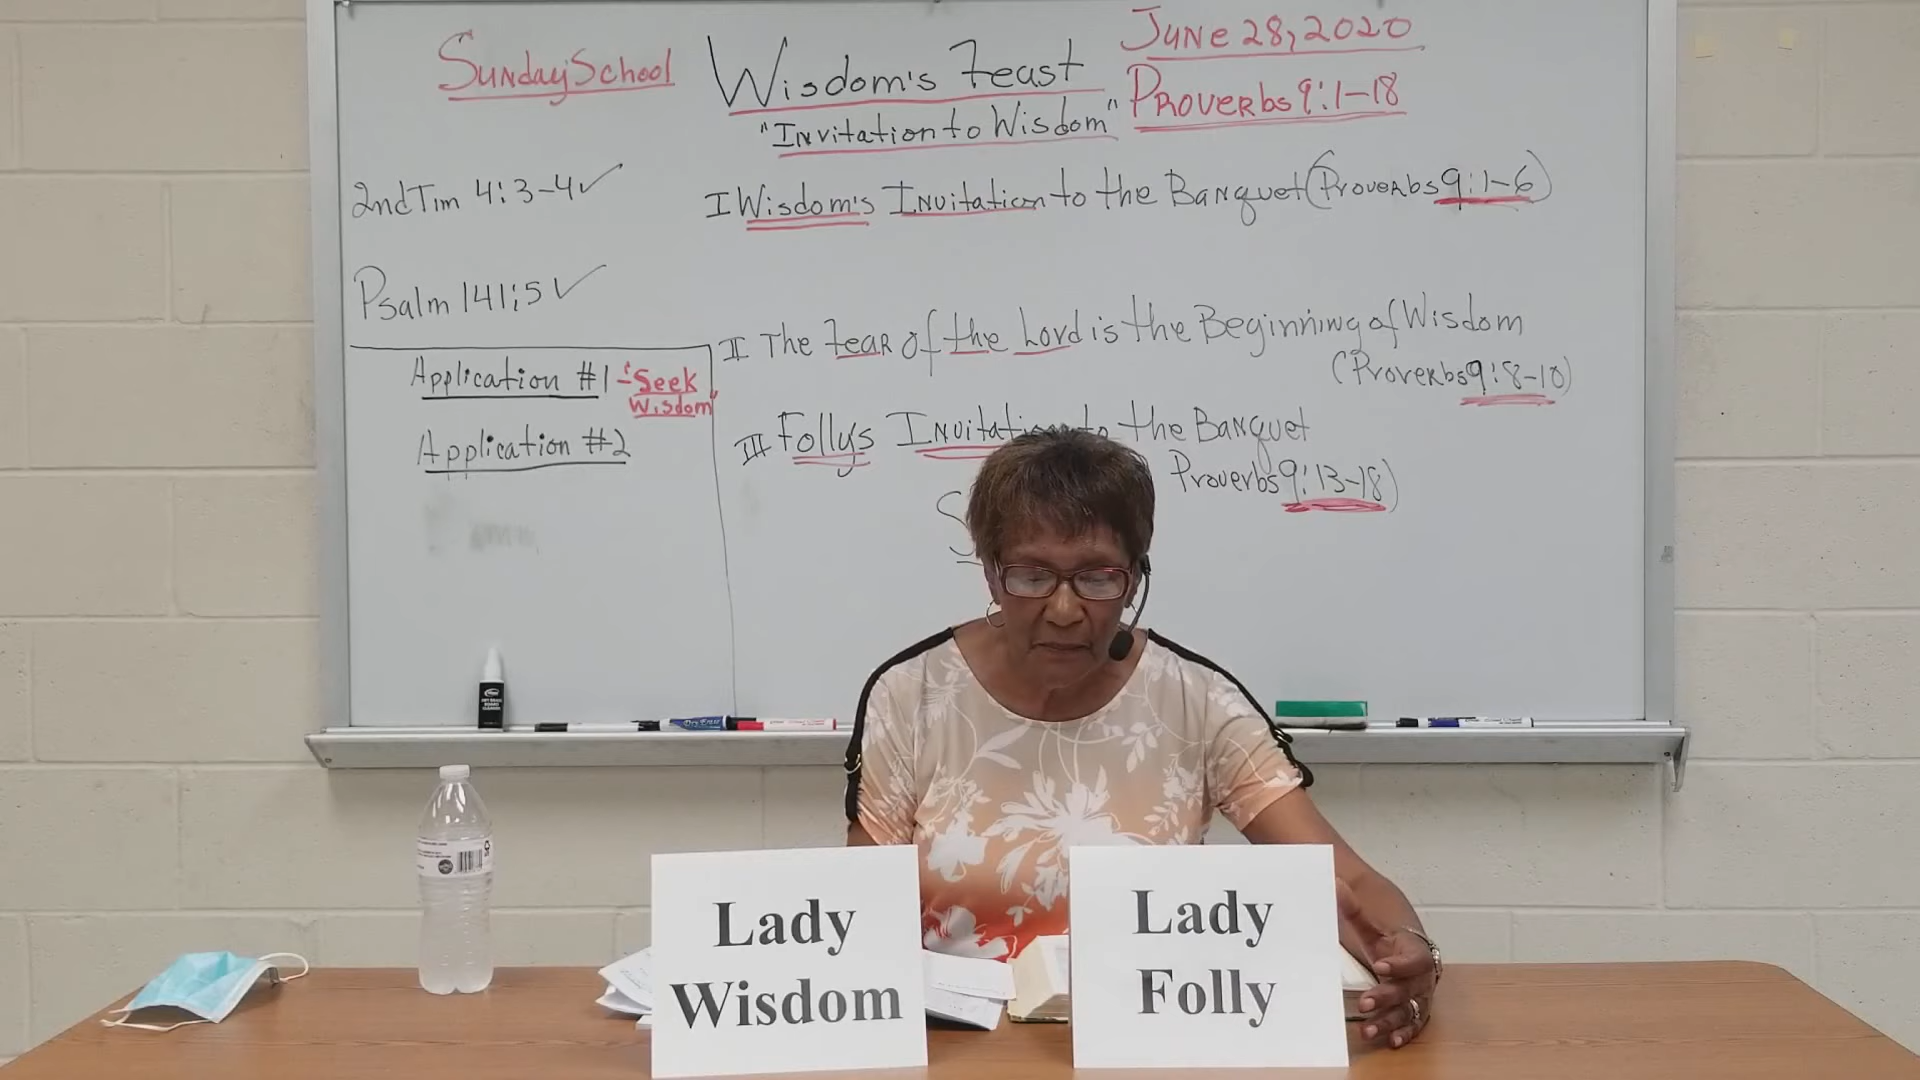 Sunday School
Wisdom's Feast
June 28, 2020
"Invitation to Wisdom"
Proverbs 9:1-18
2nd Tim 4:3-4 ✓
Psalm 141:5 ✓
Application #1 - "Seek
Wisdom"
Application #2
I Wisdom's Invitation to the Banquet (Proverbs 9:1-6)
II The Fear of the Lord is the Beginning of Wisdom
(Proverbs 9:8-10)
III Folly's Invitation to the Banquet
Proverbs 9:13-18)
Lady
Wisdom
Lady
Folly